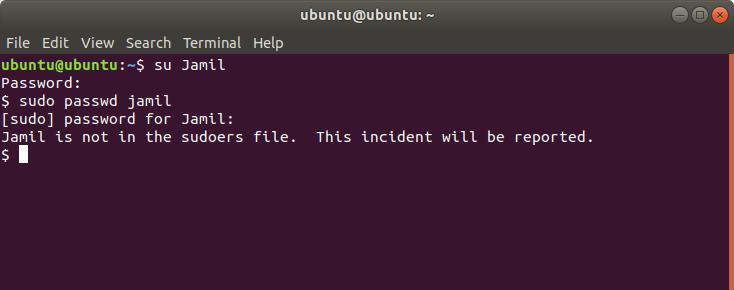 ubuntu@ubuntu: ~
File Edit View Search Terminal Help
ubuntu@ubuntu:~$ su Jamil
Password:
$ sudo passwd jamil
[sudo] password for Jamil:
Jamil is not in the sudoers file.  This incident will be reported.
$